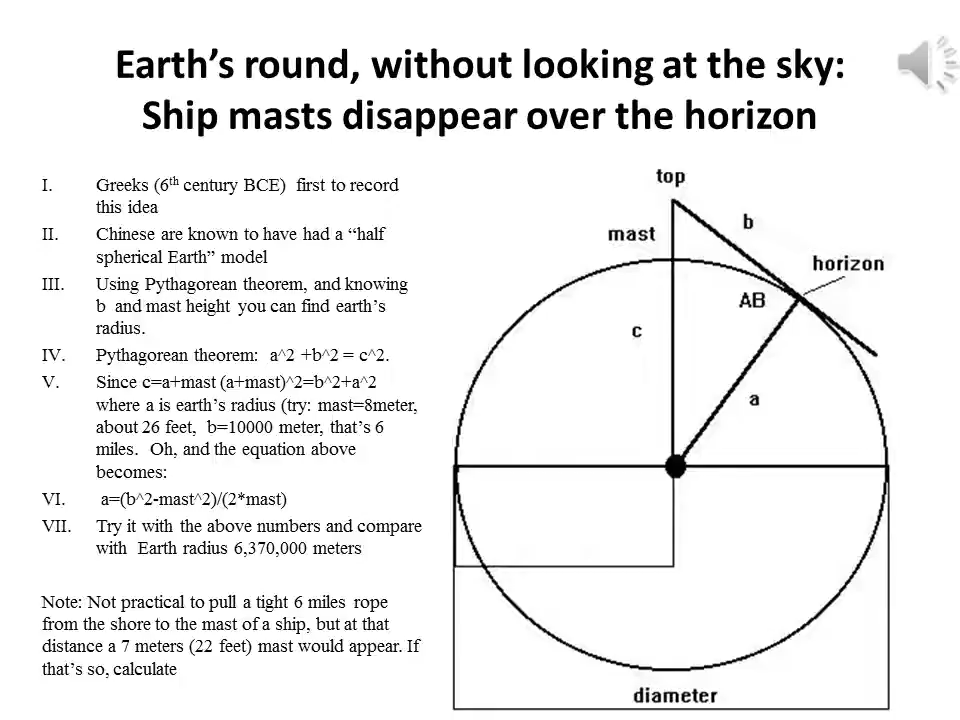 Earth’s round, without looking at the sky:
Ship masts disappear over the horizon
I. Greeks (6th century BCE)  first to record
this idea
II. Chinese are known to have had a “half
spherical Earth” model
III. Using Pythagorean theorem, and knowing
b  and mast height  you can find earth’s
radius.
IV. Pythagorean theorem:  a^2 +b^2 = c^2.
V. Since c=a+mast (a+mast)^2=b^2+a^2
where a is earth’s radius (try: mast=8meter,
about 26 feet,  b=10000 meter, that’s 6
miles.  Oh, and the equation above
becomes:
VI. a=(b^2-mast^2)/(2*mast)
VII. Try it with the above numbers and compare
with  Earth radius 6,370,000 meters
Note: Not practical to pull a tight 6 miles  rope
from the shore to the mast of a ship, but at that
distance a 7 meters (22 feet) mast would appear. If
that’s so, calculate
top
mast
b
horizon
AB
c
a
diameter